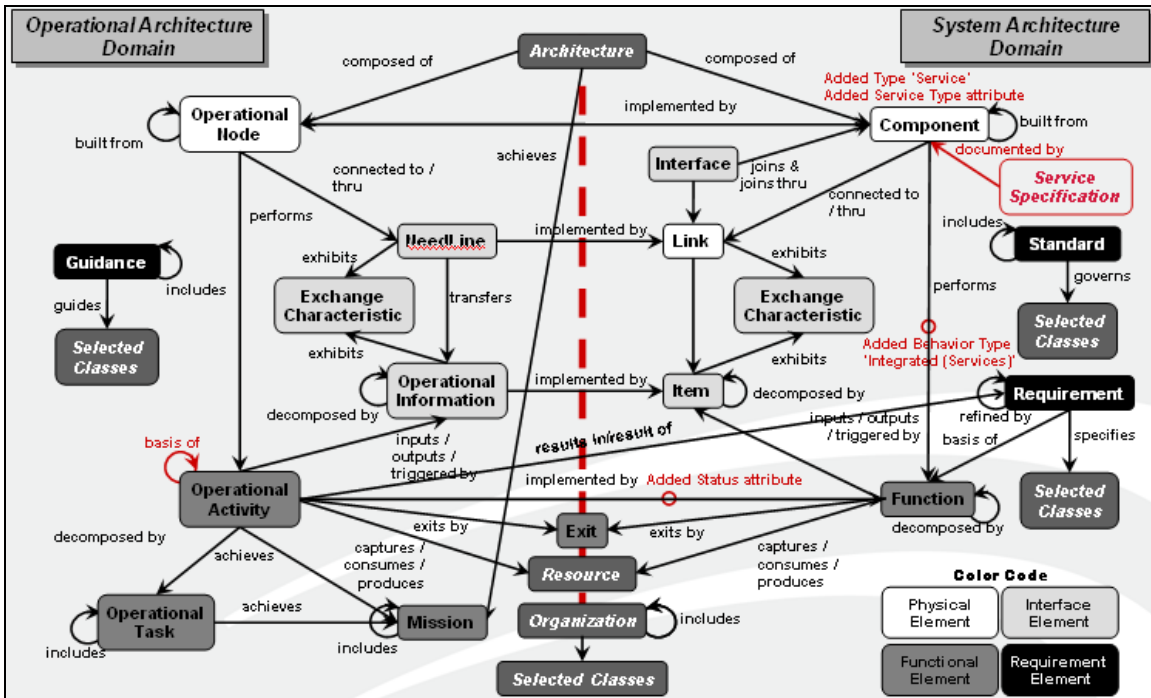 Operational Architecture
Domain
System Architecture
Domain
Architecture
composed of
composed of
Added Type 'Service'
Added Service Type attribute
Operational
Node
built from
implemented by
Component
built from
achieves
documented by
Service
Specification
Interface
joins &
joins thru
connected to /
thru
connected to
/ thru
performs
NeedLine
implemented by
Link
includes
Standard
Guidance
includes
exhibits
transfers
exhibits
performs
governs
guides
Exchange
Characteristic
Exchange
Characteristic
Selected
Classes
Selected
Classes
exhibits
exhibits
Added Behavior Type
'Integrated (Services)'
Operational
Information
implemented by
Item
decomposed by
decomposed by
Requirement
refined by
basis of
inputs /
outputs /
triggered by
results in/result of
inputs / outputs
/ triggered by
basis of
specifies
Operational
Activity
implemented by
Added Status attribute
Function
decomposed by
Selected
Classes
exits by
Exit
exits by
decomposed by
achieves
captures /
consumes /
produces
Resource
captures /
consumes /
produces
Operational
Task
includes
achieves
Mission
includes
Organization
includes
Selected Classes
Color Code
Physical
Element
Interface
Element
Functional
Element
Requirement
Element